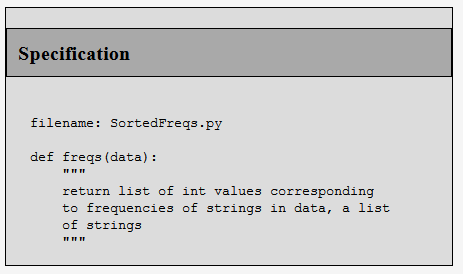 Specification
filename: SortedFreqs.py
def freqs(data):
"""
return list of int values corresponding
to frequencies of strings in data, a list
of strings
"""